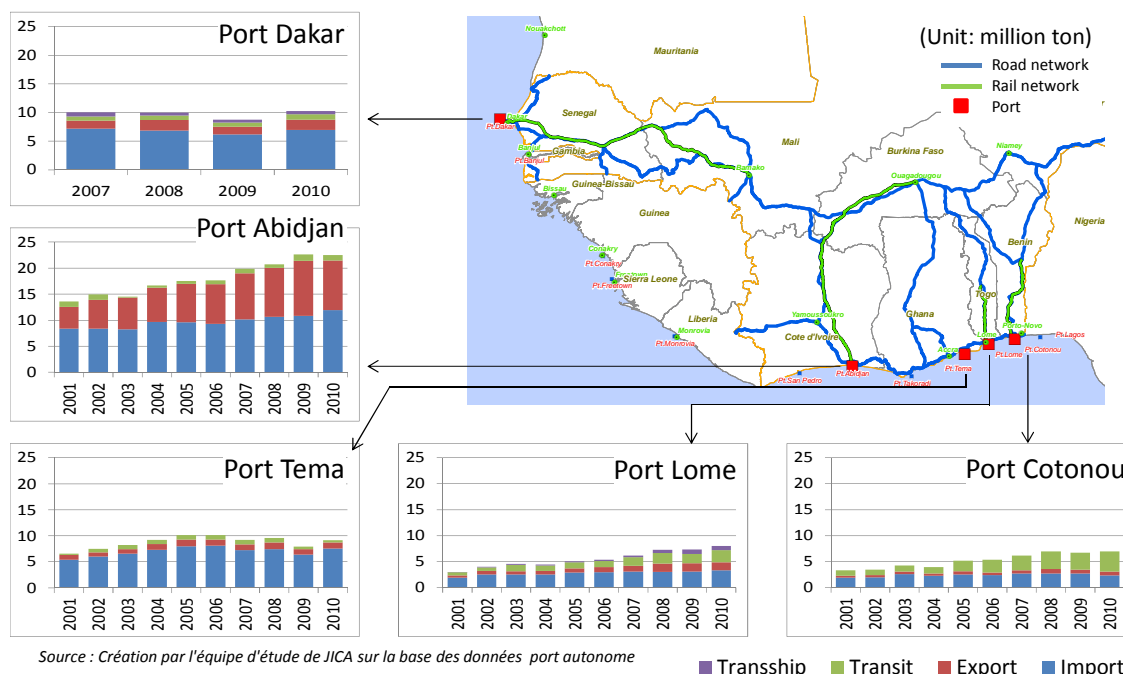 Port Dakar
25
20
15
10
5
0
2007 2008 2009 2010
Port Abidjan
25
20
15
10
5
0
2001 2002 2003 2004 2005 2006 2007 2008 2009 2010
Port Tema
25
20
15
10
5
0
2001 2002 2003 2004 2005 2006 2007 2008 2009 2010
Port Lome
25
20
15
10
5
0
2001 2002 2003 2004 2005 2006 2007 2008 2009 2010
Port Cotonou
25
20
15
10
5
0
2001 2002 2003 2004 2005 2006 2007 2008 2009 2010
(Unit: million ton)
Road network
Rail network
Port
Nouakchott
Mauritania
Senegal
Dakar
Pt.Dakar
Mali
Banjul
Pt.Banjul
Gambia
Bamako
Burkina Faso
Niamey
Ouagadougou
Guinea-Bissau
Bissau
Guinea
Nigeria
Benin
Conakry
Pt.Conakry
Freetown
Pt.Freetown
Sierra Leone
Togo
Liberia
Yamoussoukro
Ghana
Porto-Novo
Monrovia
Pt.Monrovia
Cote d'Ivoire
Lome
Pt.Lagos
Accra
Pt.Lome
Pt.Cotonou
Pt.Tema
Pt.San Pedro
Pt.Abidjan
Pt.Takoradi
Source : Création par l'équipe d'étude de JICA sur la base des données port autonome
Transship Transit Export Import